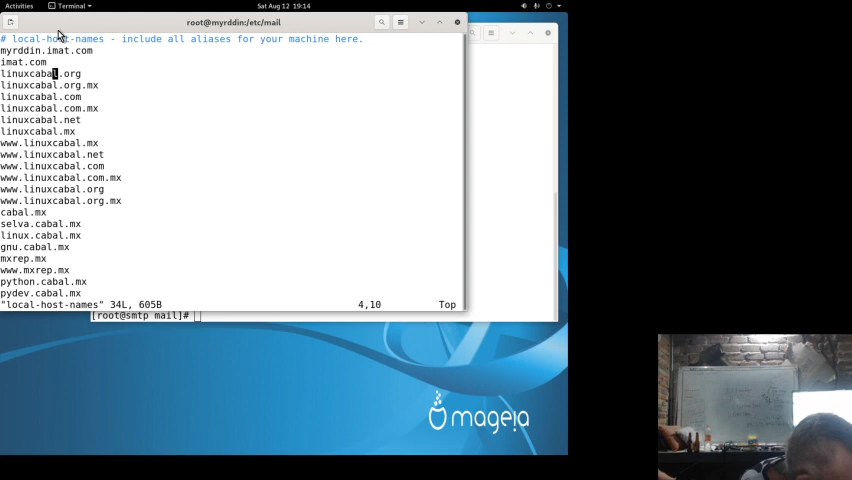 Activities Terminal Sat Aug 12 19:14
root@myrddin:/etc/mail
# local-host-names - include all aliases for your machine here.
myrddin.imat.com
imat.com
linuxcabal.org
linuxcabal.org.mx
linuxcabal.com
linuxcabal.com.mx
linuxcabal.net
linuxcabal.mx
www.linuxcabal.mx
www.linuxcabal.net
www.linuxcabal.com
www.linuxcabal.com.mx
www.linuxcabal.org
www.linuxcabal.org.mx
cabal.mx
selva.cabal.mx
linux.cabal.mx
gnu.cabal.mx
mxrep.mx
www.mxrep.mx
python.cabal.mx
pydev.cabal.mx
"local-host-names" 34L, 605B 4,10 Top
[root@smtp mail]#
mageia